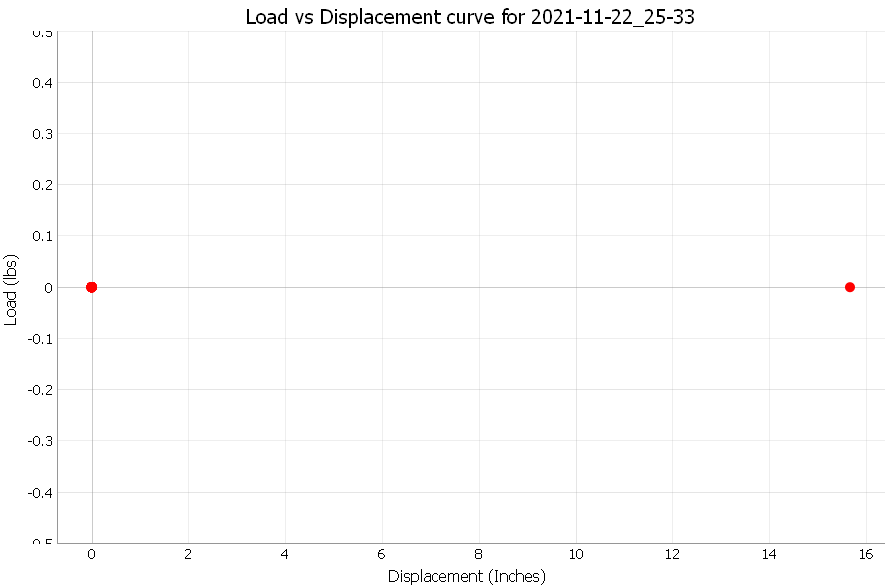 Load vs Displacement curve for 2021-11-22_25-33
0.5
0.4
0.3
0.2
0.1
0
-0.1
-0.2
-0.3
-0.4
Load (lbs)
0 2 4 6 8 10 12 14 16
Displacement (Inches)